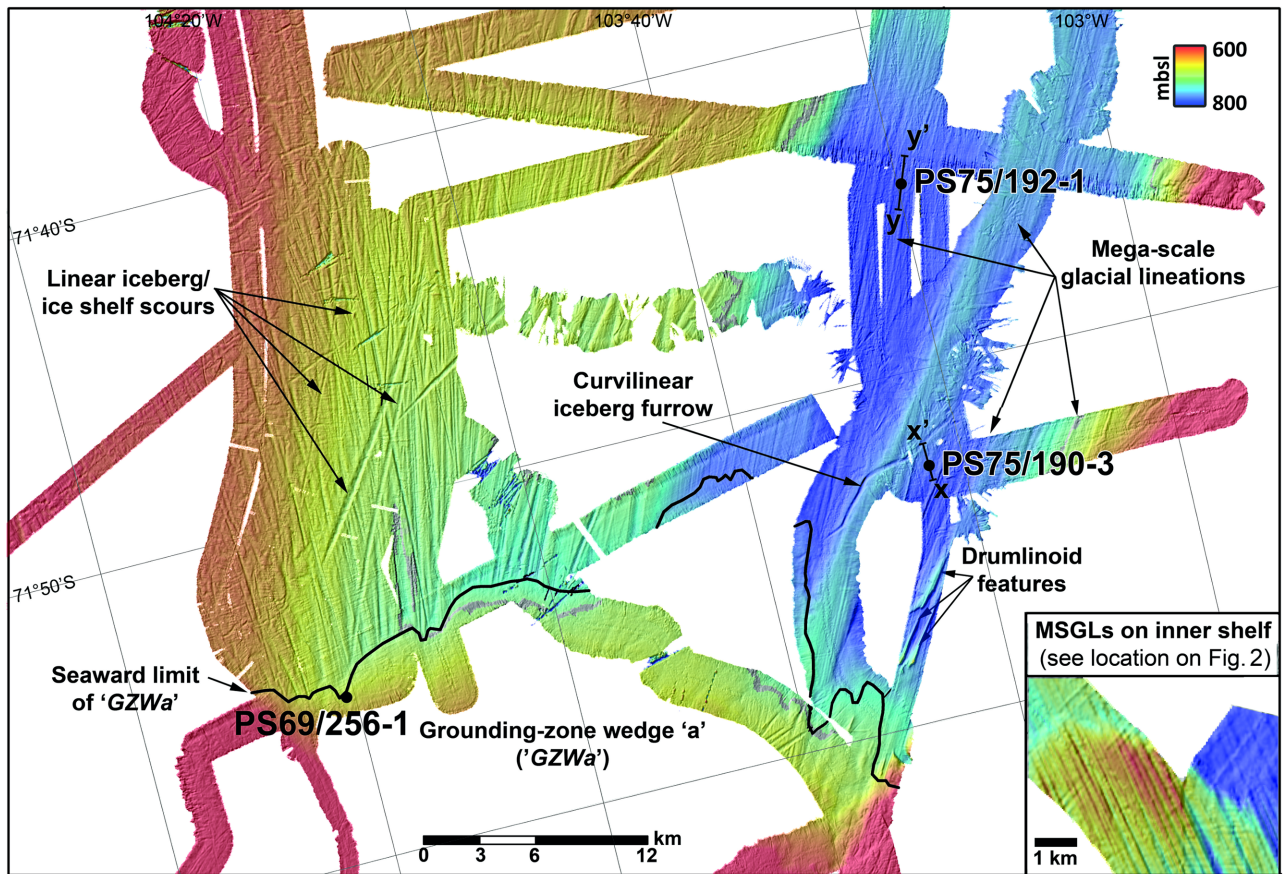 104°20'W
103°40'W
103°W
mbsl
600
800
y'
PS75/192-1
y
71°40'S
Linear iceberg/
ice shelf scours
Mega-scale
glacial lineations
Curvilinear
iceberg furrow
x'
PS75/190-3
x
71°50'S
Drumlinoid
features
MSGLs on inner shelf
(see location on Fig. 2)
Seaward limit
of ‘GZWa’
PS69/256-1
Grounding-zone wedge ‘a’
(’GZWa’)
km
0 3 6 12
1 km